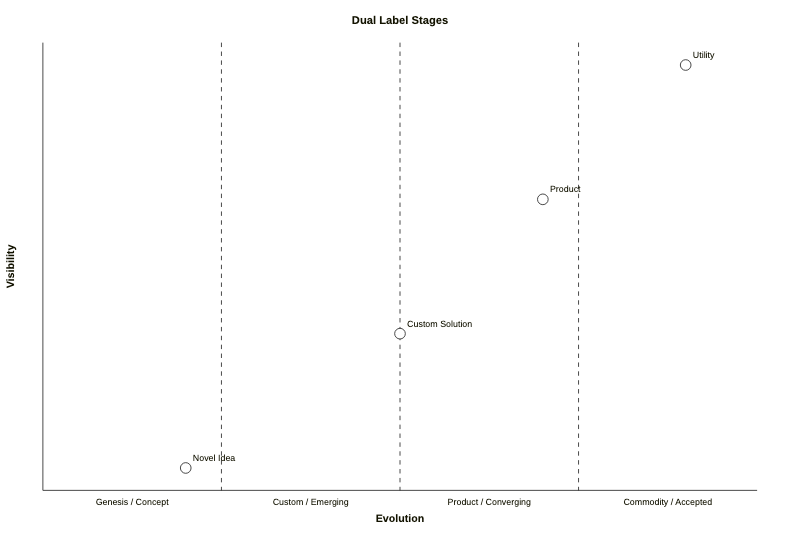 Dual Label Stages
Utility
Product
Visibility
Custom Solution
Novel Idea
Genesis / Concept
Custom / Emerging
Product / Converging
Commodity / Accepted
Evolution